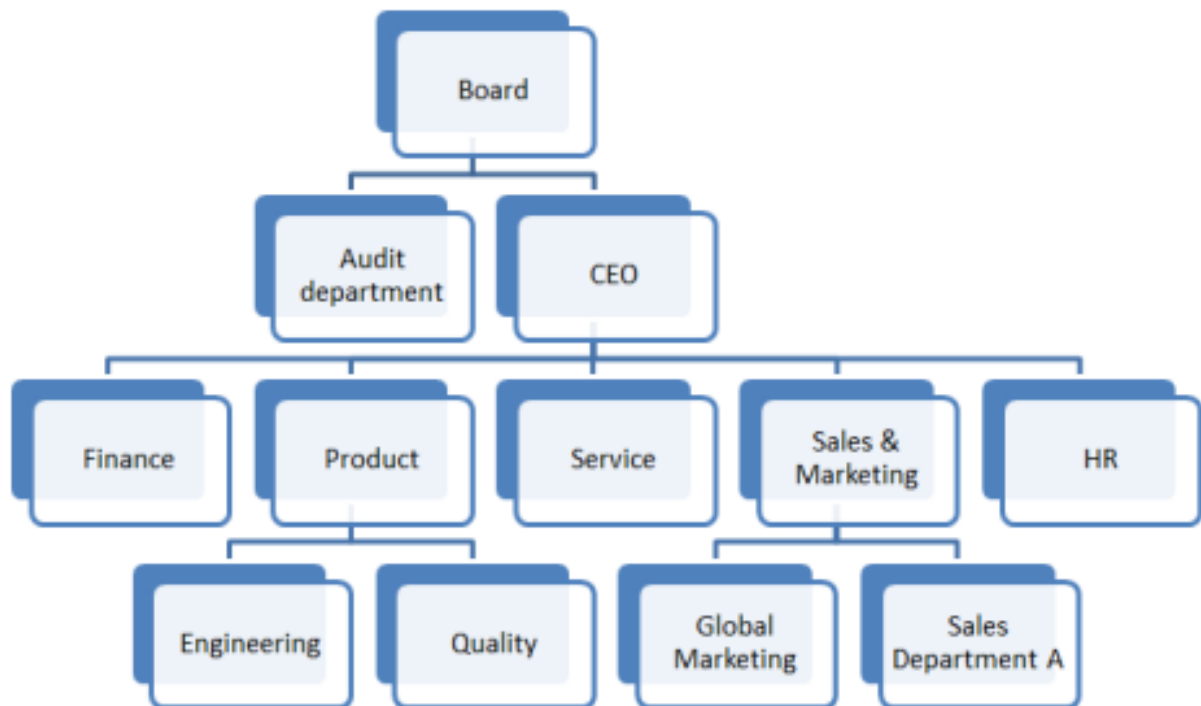 Board
Audit
department
CEO
Finance
Product
Service
Sales &
Marketing
HR
Engineering
Quality
Global
Marketing
Sales
Department A